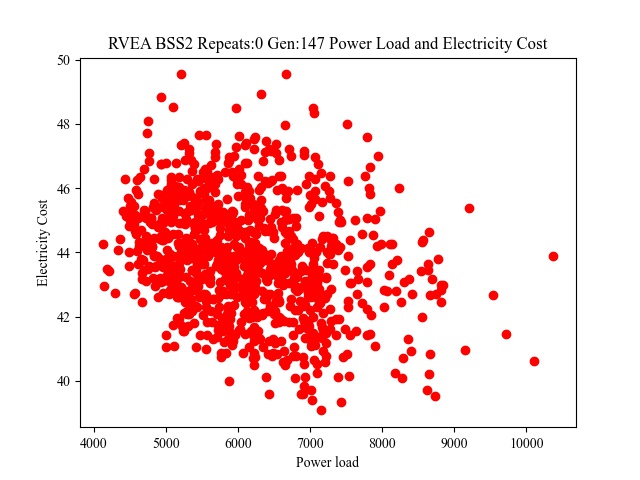 RVEA BSS2 Repeats:0 Gen:147 Power Load and Electricity Cost
50
48
46
44
42
40
Electricity Cost
4000 5000 6000 7000 8000 9000 10000
Power load